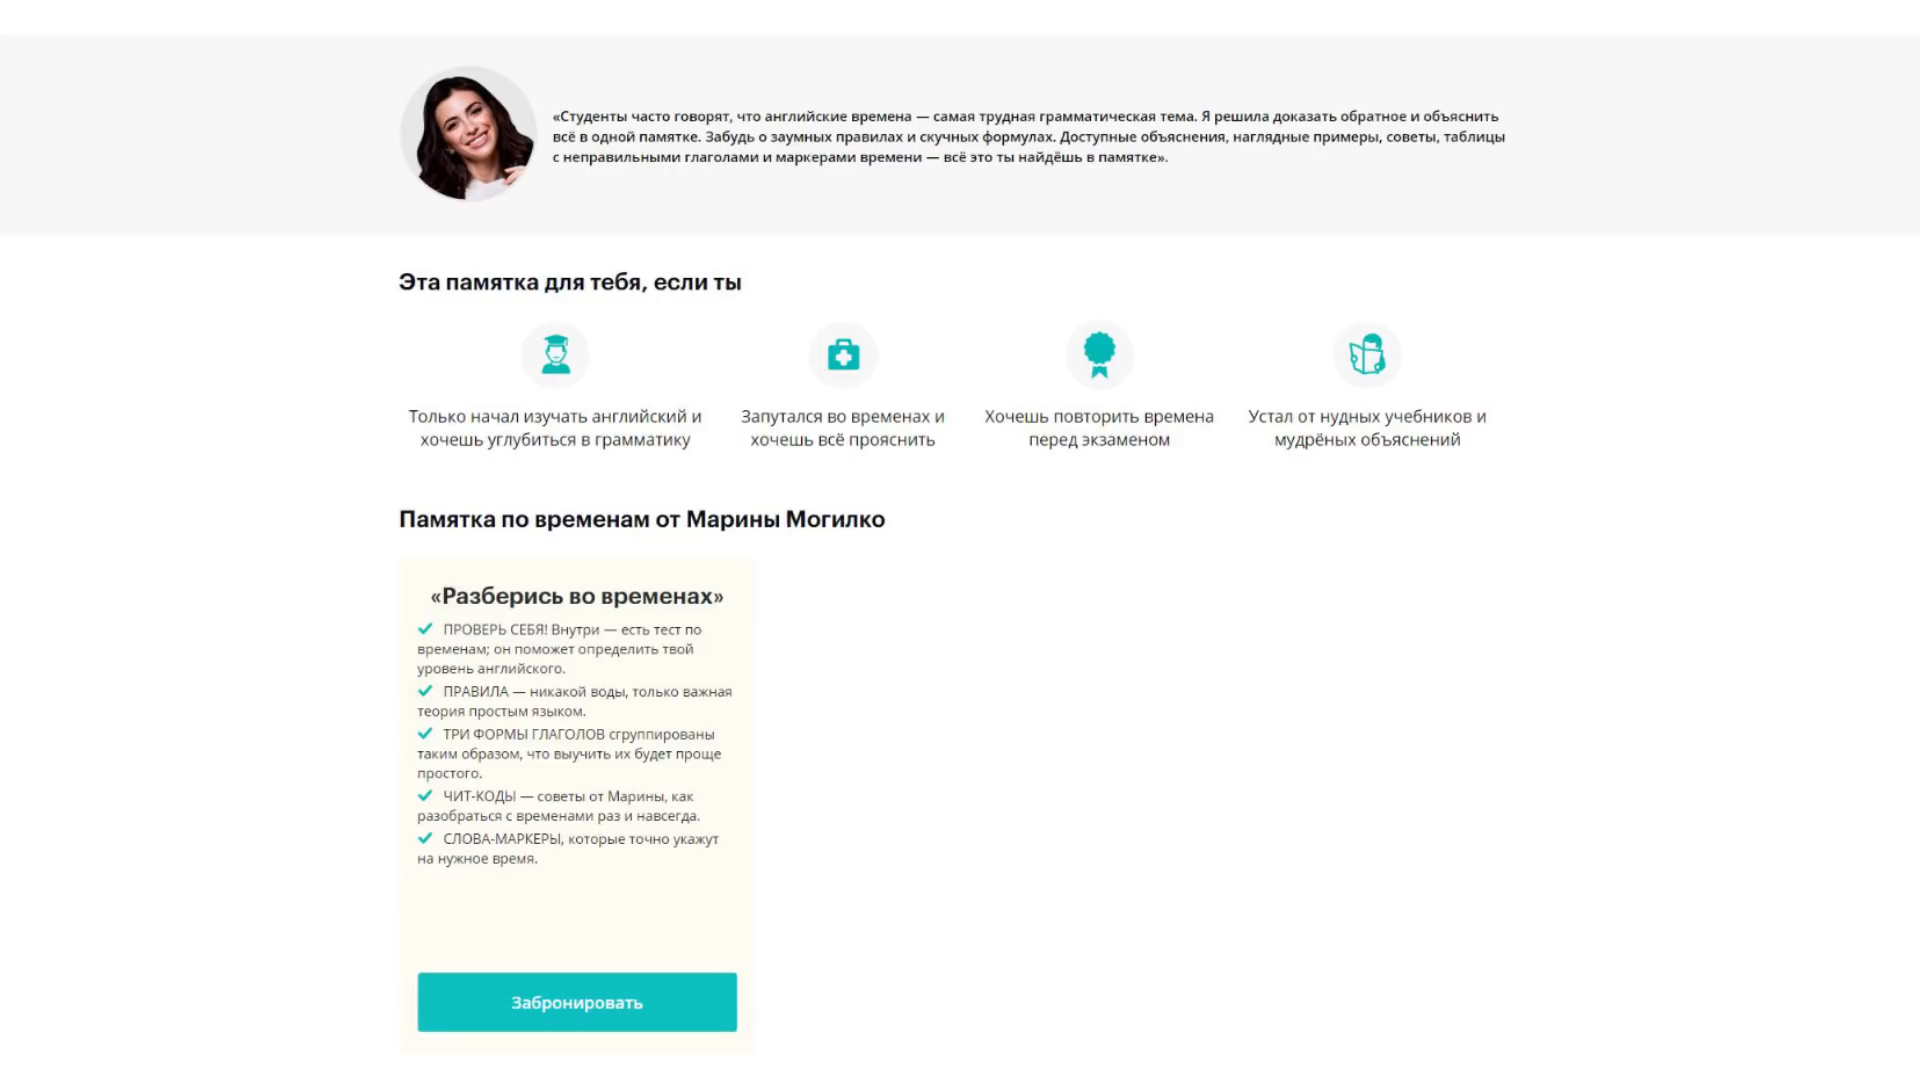 «Студенты часто говорят, что английские времена — самая трудная грамматическая тема. Я решила доказать обратное и объяснить
всё в одной памятке. Забудь о заумных правилах и скучных формулах. Доступные объяснения, наглядные примеры, советы, таблицы
с неправильными глаголами и маркерами времени — всё это ты найдёшь в памятке».
Эта памятка для тебя, если ты
Только начал изучать английский и
хочешь углубиться в грамматику
Запутался во временах и
хочешь всё прояснить
Хочешь повторить времена
перед экзаменом
Устал от нудных учебников и
мудрёных объяснений
Памятка по временам от Марины Могилко
«Разберись во временах»
ПРОВЕРЬ СЕБЯ! Внутри — есть тест по
временам; он поможет определить твой
уровень английского.
ПРАВИЛА — никакой воды, только важная
теория простым языком.
ТРИ ФОРМЫ ГЛАГОЛОВ сгруппированы
таким образом, что выучить их будет проще
простого.
ЧИТ-КОДЫ — советы от Марины, как
разобраться с временами раз и навсегда.
СЛОВА-МАРКЕРЫ, которые точно укажут
на нужное время.
Забронировать